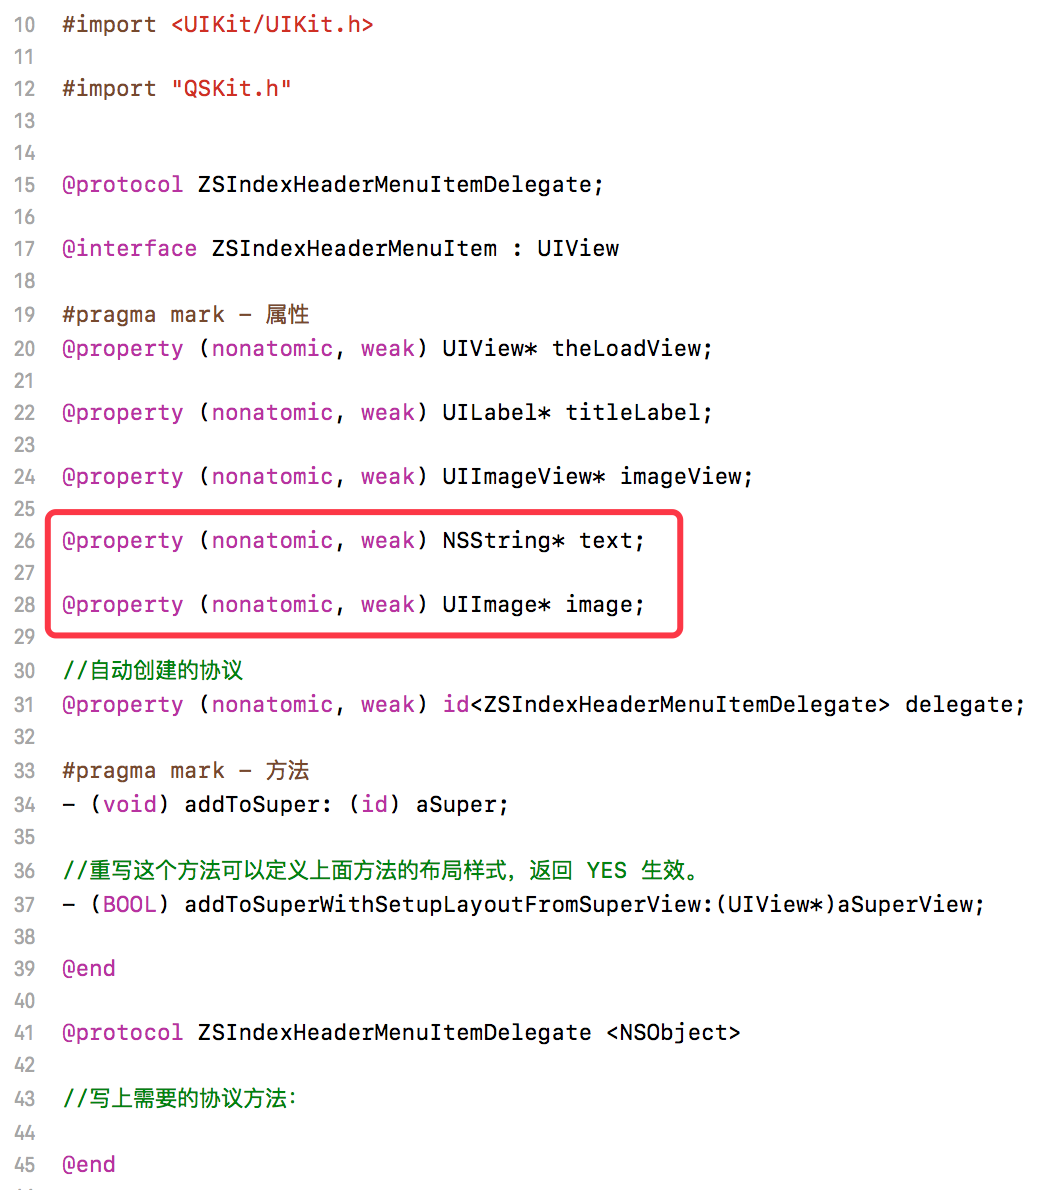 10 #import <UIKit/UIKit.h>
11
12 #import "QSKit.h"
13
14
15 @protocol ZSIndexHeaderMenuItemDelegate;
16
17 @interface ZSIndexHeaderMenuItem : UIView
18
19 #pragma mark - 属性
20 @property (nonatomic, weak) UIView* theLoadView;
21
22 @property (nonatomic, weak) UILabel* titleLabel;
23
24 @property (nonatomic, weak) UIImageView* imageView;
25
26 @property (nonatomic, weak) NSString* text;
27
28 @property (nonatomic, weak) UIImage* image;
29
30 //自动创建的协议
31 @property (nonatomic, weak) id<ZSIndexHeaderMenuItemDelegate> delegate;
32
33 #pragma mark - 方法
34 - (void) addToSuper: (id) aSuper;
35
36 //重写这个方法可以定义上面方法的布局样式，返回 YES 生效。
37 - (BOOL) addToSuperWithSetupLayoutFromSuperView:(UIView*)aSuperView;
38
39 @end
40
41 @protocol ZSIndexHeaderMenuItemDelegate <NSObject>
42
43 //写上需要的协议方法：
44
45 @end